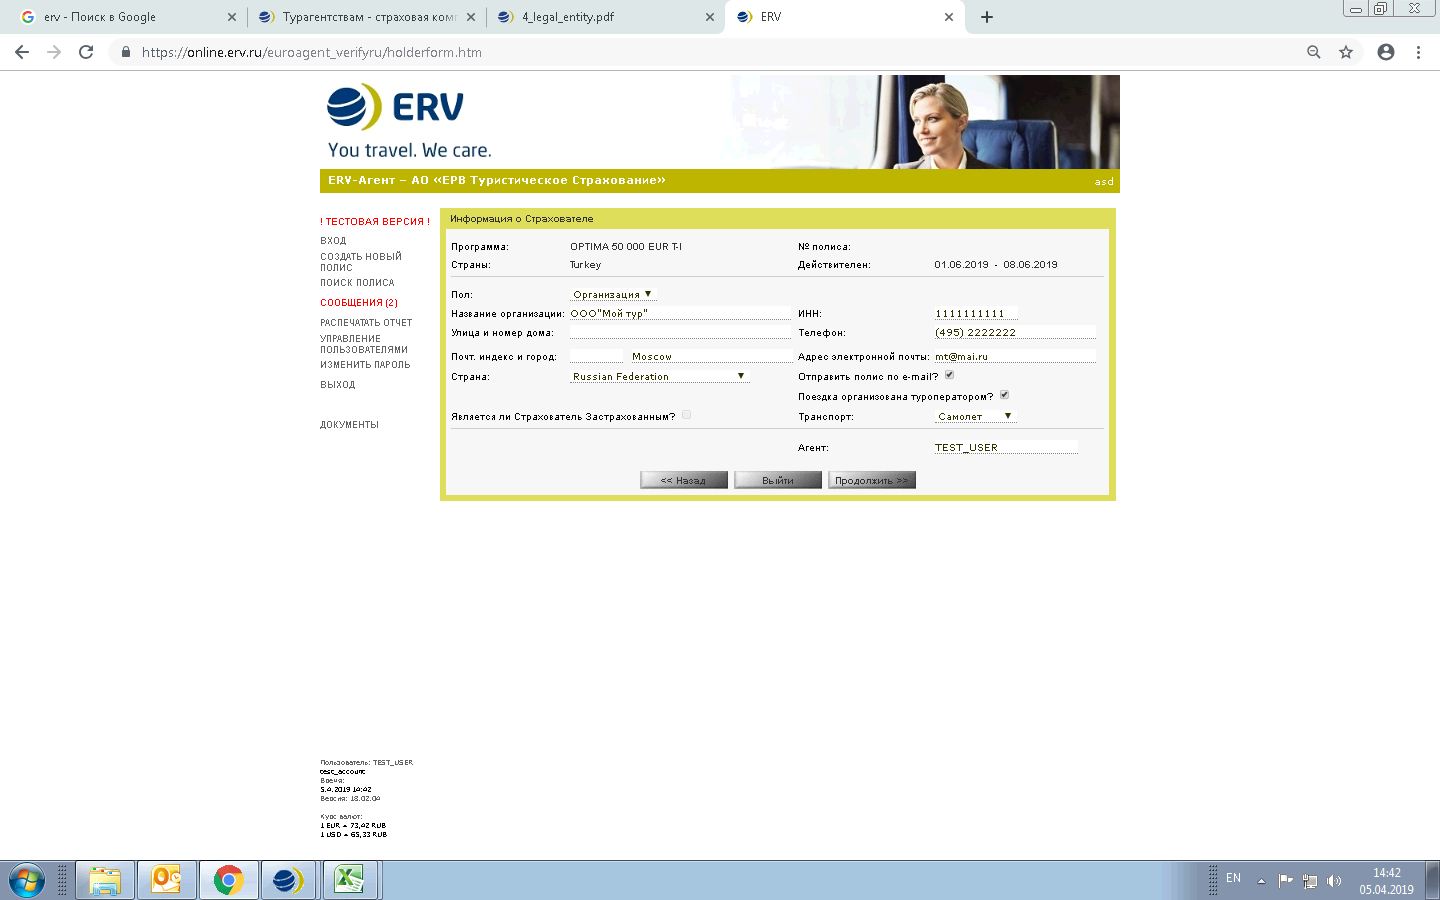 erv - Поиск в Google
Турагентствам - страховая комп
4_legal_entity.pdf
ERV
https://online.erv.ru/euroagent_verifyru/holderform.htm
ERV
You travel. We care.
ERV-Агент – АО «ЕРВ Туристическое Страхование»
asd
! ТЕСТОВАЯ ВЕРСИЯ !
ВХОД
СОЗДАТЬ НОВЫЙ
ПОЛИС
ПОИСК ПОЛИСА
СООБЩЕНИЯ (2)
РАСПЕЧАТАТЬ ОТЧЕТ
УПРАВЛЕНИЕ
ПОЛЬЗОВАТЕЛЯМИ
ИЗМЕНИТЬ ПАРОЛЬ
ВЫХОД
ДОКУМЕНТЫ
Информация о Страхователе
Программа: OPTIMA 50 000 EUR T-I № полиса:
Страны: Turkey Действителен: 01.06.2019 - 08.06.2019
Пол: Организация
Название организации: ООО"Мой тур" ИНН: 1111111111
Улица и номер дома: Телефон: (495) 2222222
Почт. индекс и город: Moscow Адрес электронной почты: mt@mai.ru
Страна: Russian Federation Отправить полис по e-mail?
Поездка организована туроператором?
Является ли Страхователь Застрахованным? Транспорт: Самолет
Агент: TEST_USER
<< Назад Выйти Продолжить >>
Пользователь: TEST_USER
test_account
Время:
5.4.2019 14:42
Версия: 18.02.04
Курс валют:
1 EUR = 73,42 RUB
1 USD = 65,33 RUB
EN
14:42
05.04.2019